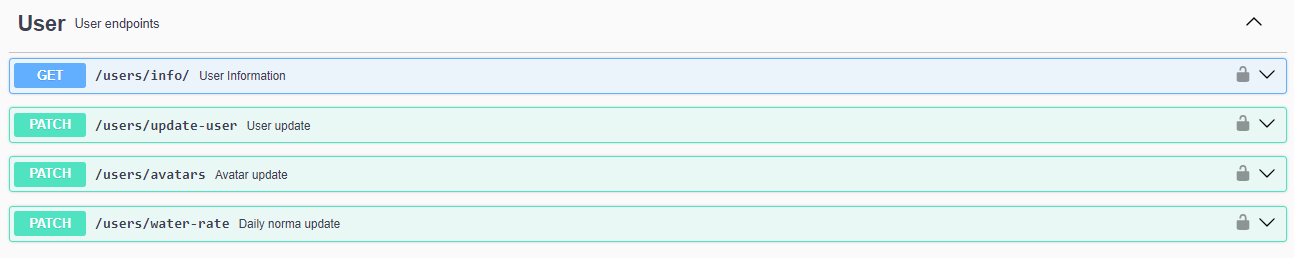 User User endpoints
GET /users/info/ User Information
PATCH /users/update-user User update
PATCH /users/avatars Avatar update
PATCH /users/water-rate Daily norma update